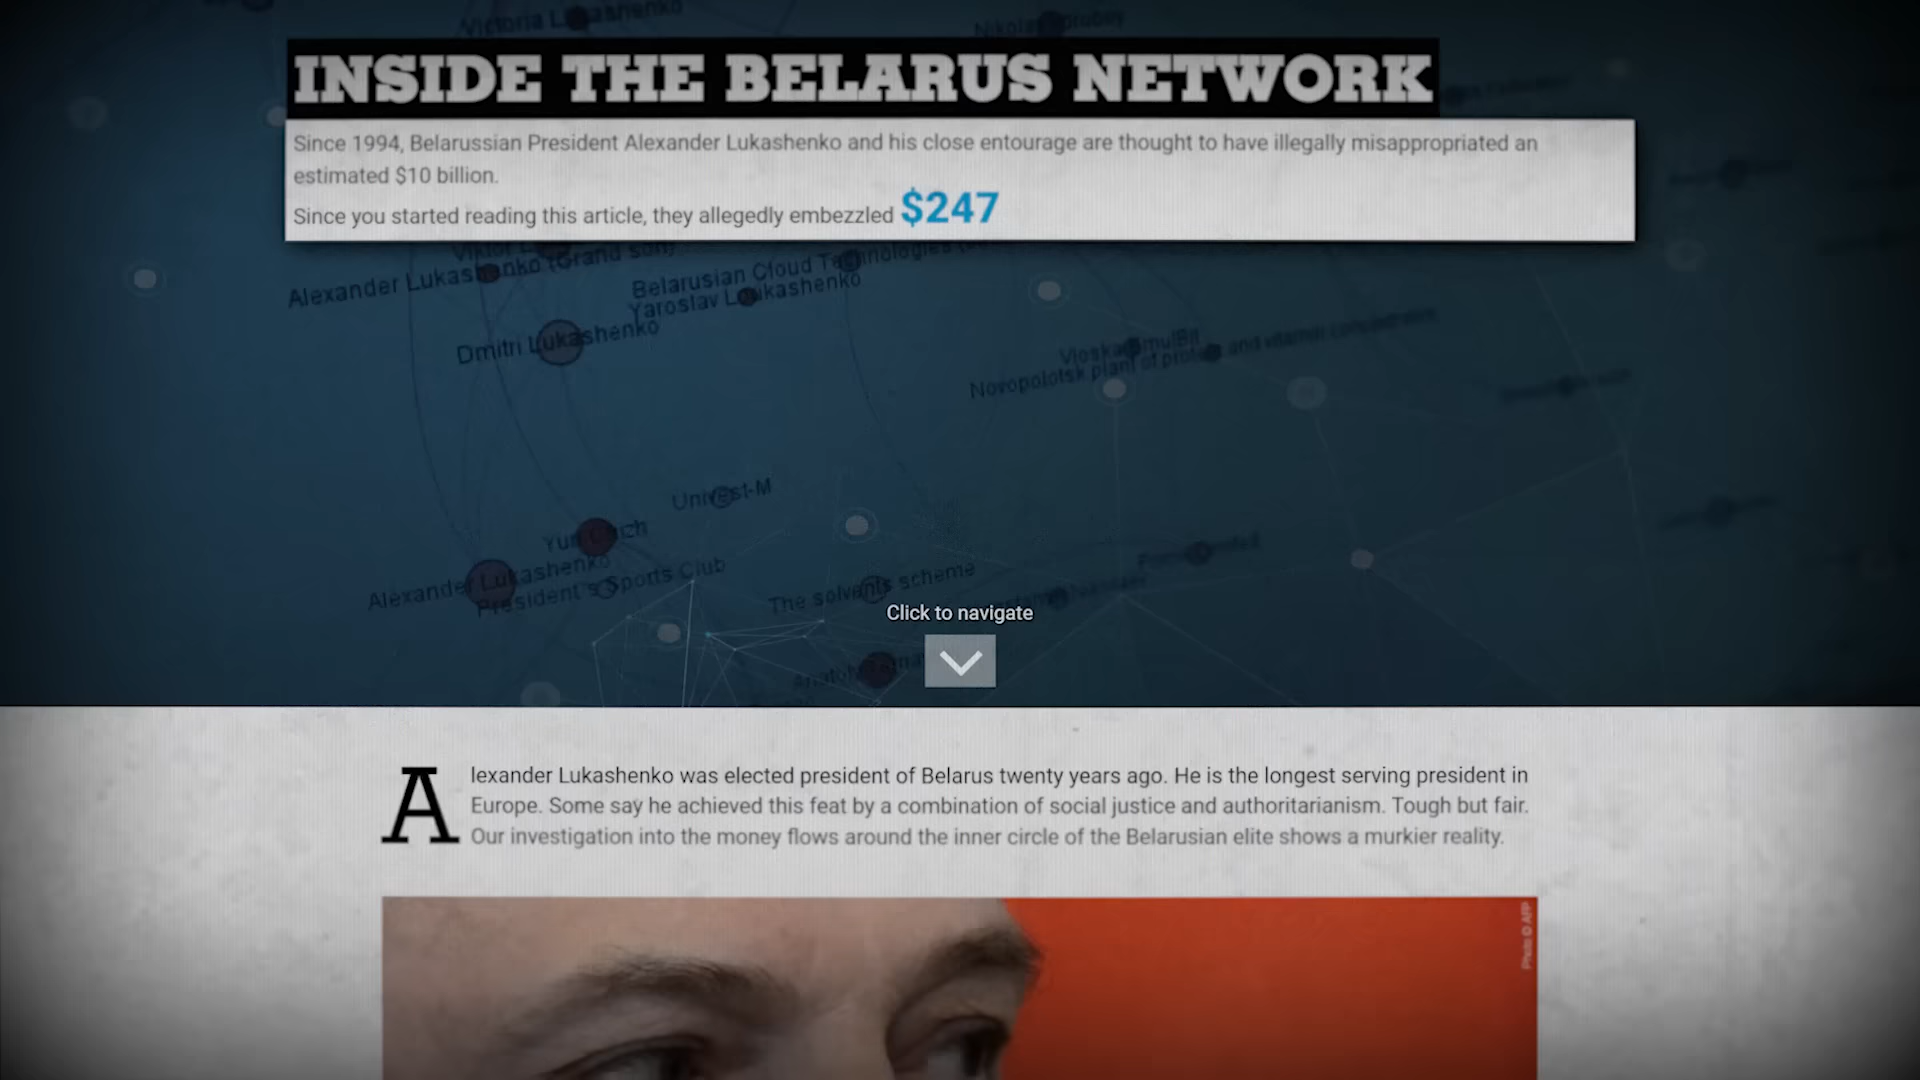 Victoria
INSIDE THE BELARUS NETWORK
Since 1994, Belarussian President Alexander Lukashenko and his close entourage are thought to have illegally misappropriated an
estimated $10 billion.
Since you started reading this article, they allegedly embezzled $247
Alexander Lukashenko (Grand son)
Belarusian Cloud Technologies
Yaroslav Loukashenko
Dmitri Lukashenko
Novopolotsk plant of protein and vitamin concentrates
Univest-M
Alexander Lukashenko
President's Sports Club
The solvents scheme
Click to navigate
Alexander Lukashenko was elected president of Belarus twenty years ago. He is the longest serving president in
Europe. Some say he achieved this feat by a combination of social justice and authoritarianism. Tough but fair.
Our investigation into the money flows around the inner circle of the Belarusian elite shows a murkier reality.
Photo © AFP